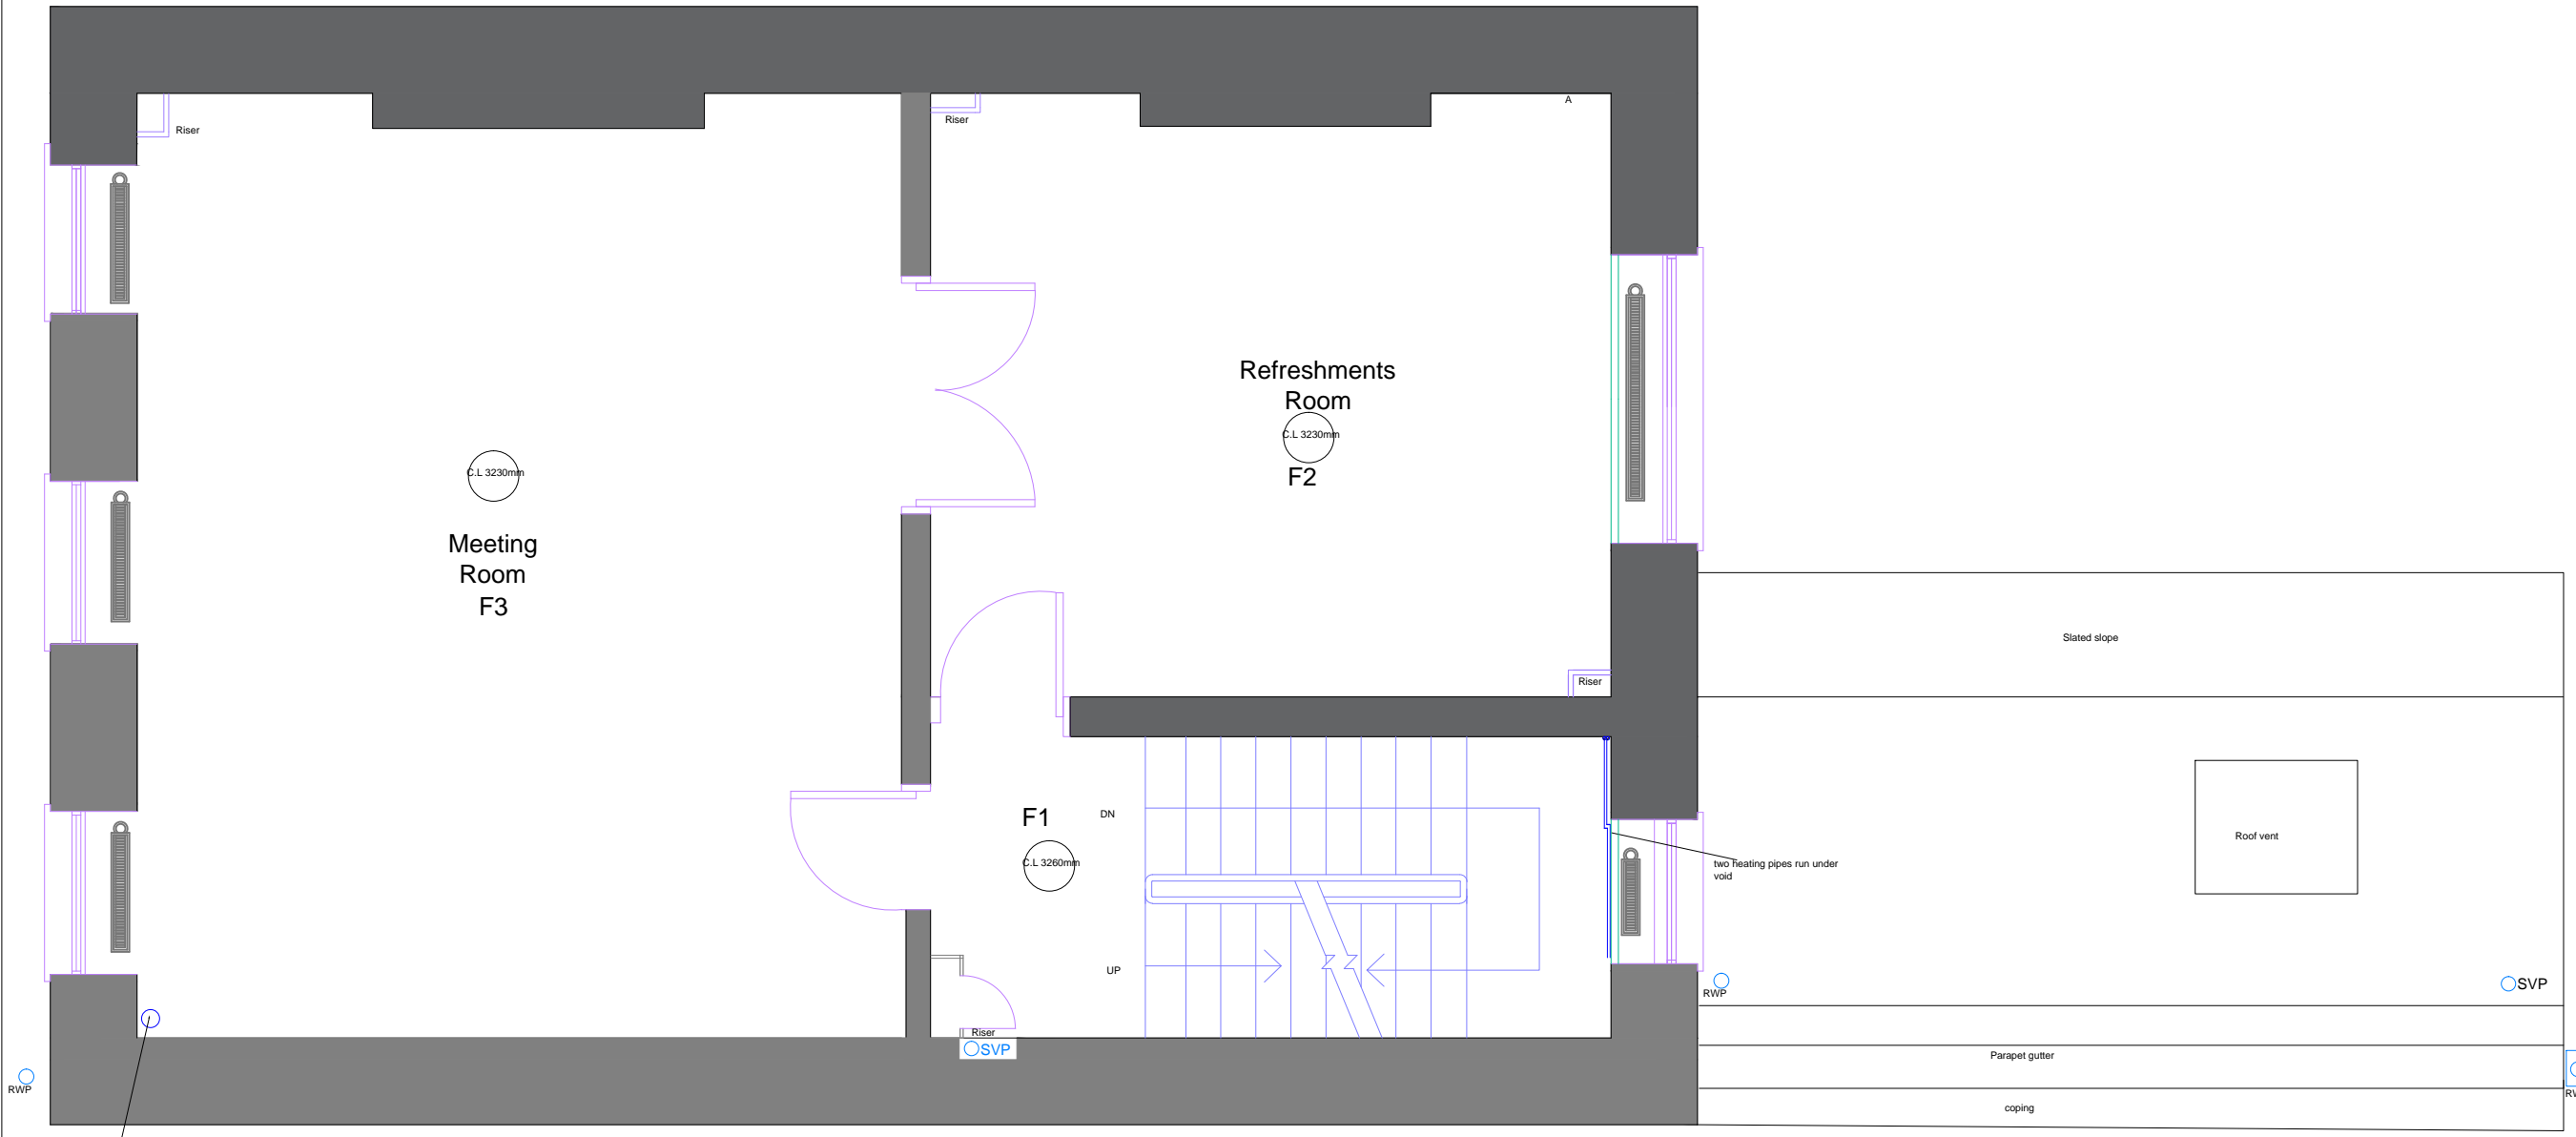 A
Riser
Riser
Refreshments
Room
C.L 3230mm
F2
C.L 3230mm
Meeting
Room
F3
Slated slope
Riser
F1
DN
C.L 3260mm
Roof vent
two heating pipes run under
void
UP
RWP
SVP
Riser
SVP
Parapet gutter
RWP
coping